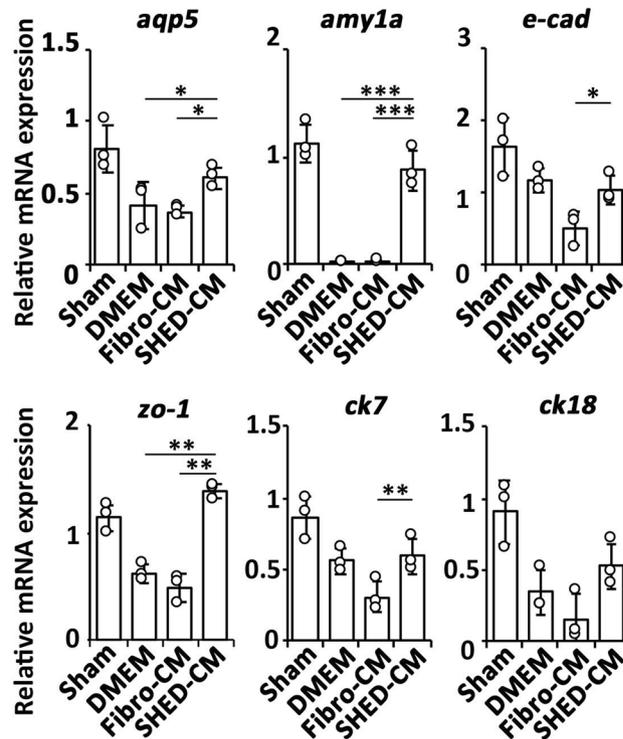 aqp5 amy1a e-cad
Relative mRNA expression
1.5
1
0.5
0
*
*
Sham
DMEM
Fibro-CM
SHED-CM
2
1
0
***
***
Sham
DMEM
Fibro-CM
SHED-CM
3
2
1
0
*
Sham
DMEM
Fibro-CM
SHED-CM
zo-1 ck7 ck18
Relative mRNA expression
2
1
0
**
**
Sham
DMEM
Fibro-CM
SHED-CM
1.5
1
0.5
0
**
Sham
DMEM
Fibro-CM
SHED-CM
1.5
1
0.5
0
Sham
DMEM
Fibro-CM
SHED-CM